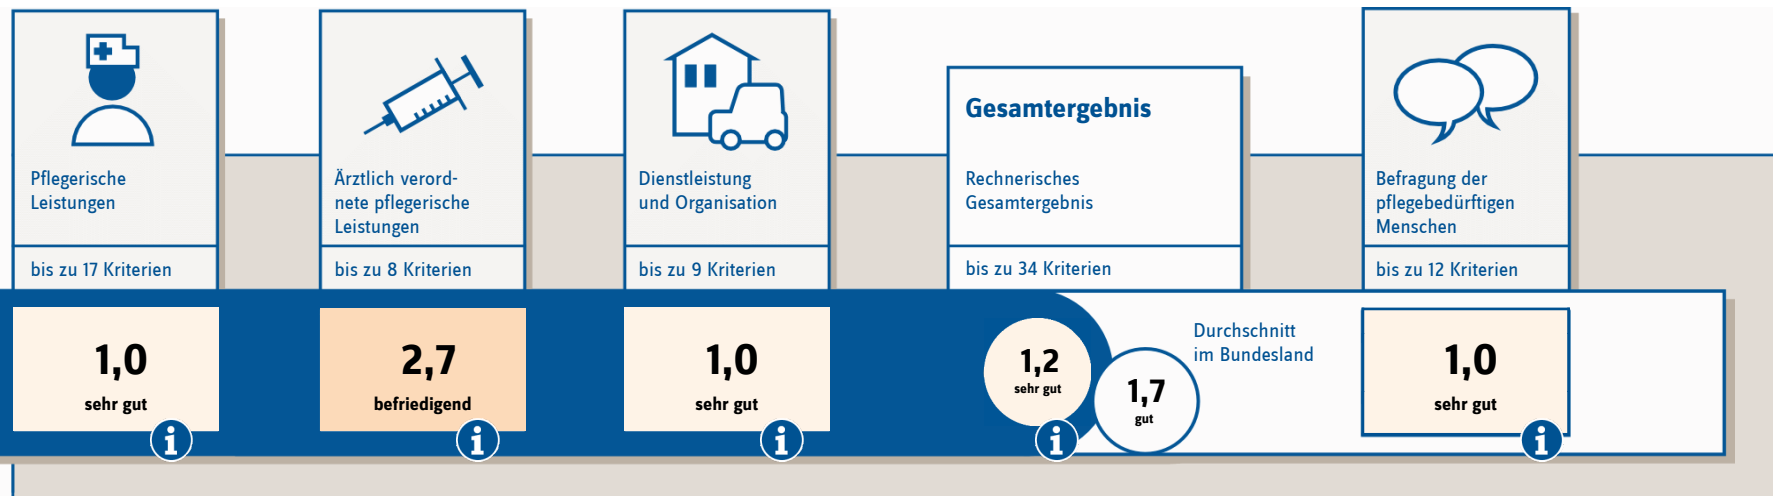 Pflegerische
Leistungen
bis zu 17 Kriterien
1,0
sehr gut
i
Ärztlich verord-
nete pflegerische
Leistungen
bis zu 8 Kriterien
2,7
befriedigend
i
Dienstleistung
und Organisation
bis zu 9 Kriterien
1,0
sehr gut
i
Gesamtergebnis
Rechnerisches
Gesamtergebnis
bis zu 34 Kriterien
1,2
sehr gut
i
1,7
gut
Durchschnitt
im Bundesland
Befragung der
pflegebedürftigen
Menschen
bis zu 12 Kriterien
1,0
sehr gut
i